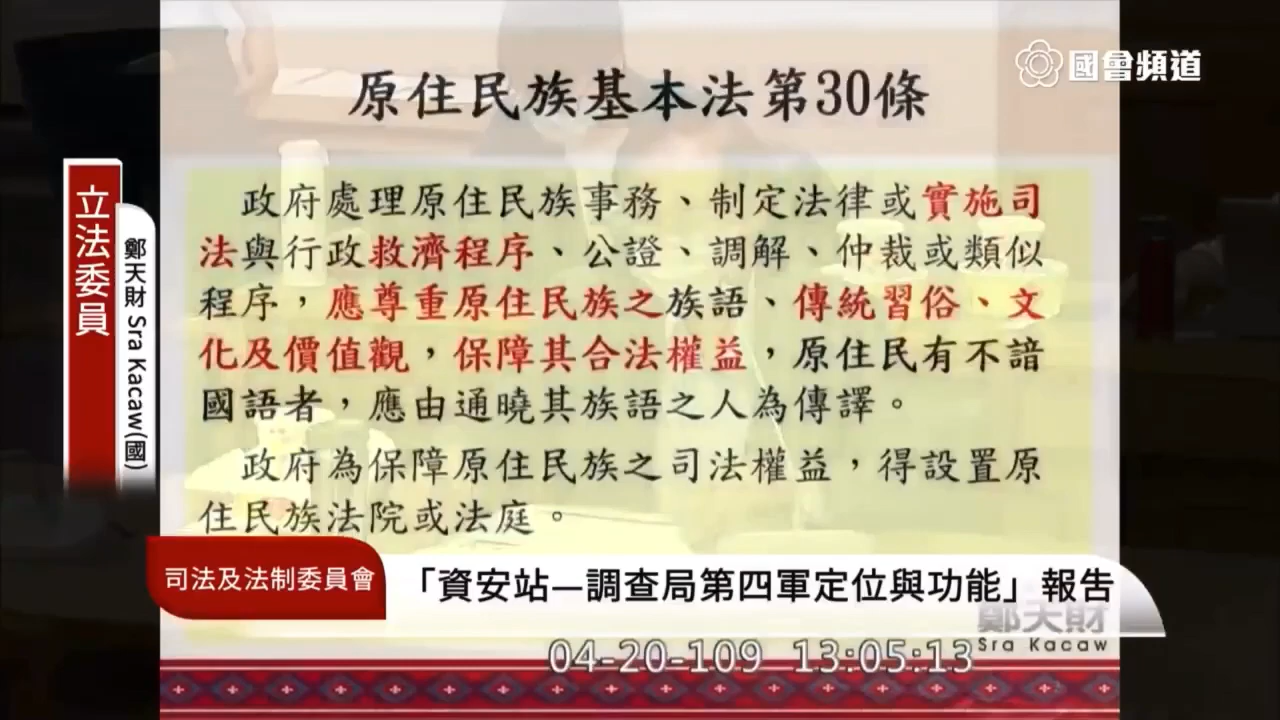 原住民族基本法第30條
國會頻道
立法委員
鄭天財 Sra Kacaw(國)
政府處理原住民族事務、制定法律或實施司
法與行政救濟程序、公證、調解、仲裁或類似
程序，應尊重原住民族之族語、傳統習俗、文
化及價值觀，保障其合法權益，原住民有不諳
國語者，應由通曉其族語之人為傳譯。
政府為保障原住民族之司法權益，得設置原
住民族法院或法庭。
司法及法制委員會
「資安站—調查局第四軍定位與功能」報告
鄭天財
Sra Kacaw
04-20-109 13:05:13